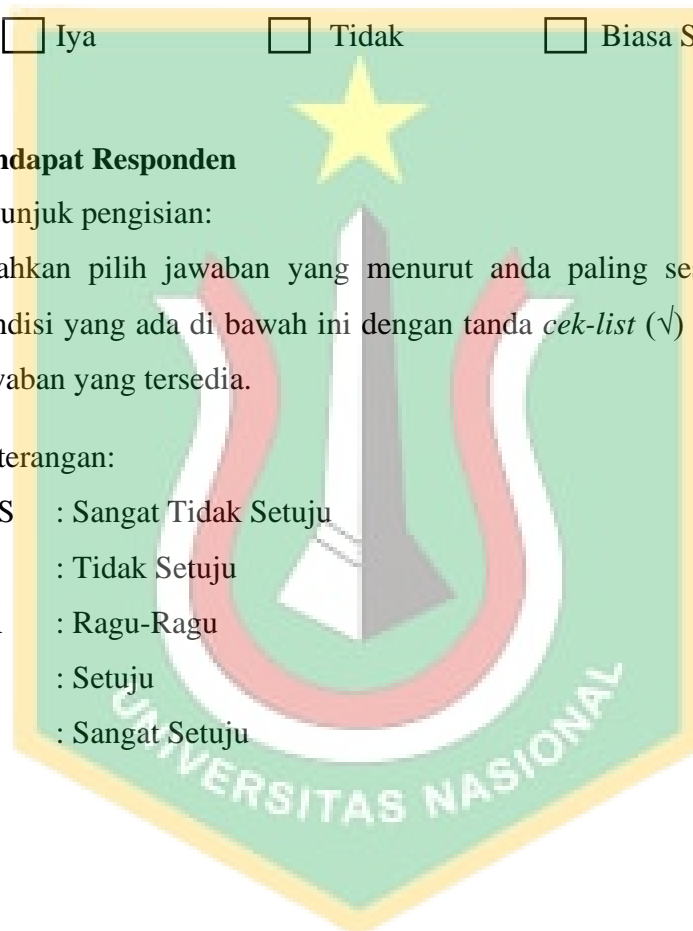 Iya Tidak Biasa S
ndapat Responden
tunjuk pengisian:
ahkan pilih jawaban yang menurut anda paling se
ndisi yang ada di bawah ini dengan tanda cek-list (√)
vaban yang tersedia.
terangan:
S : Sangat Tidak Setuju
: Tidak Setuju
: Ragu-Ragu
: Setuju
: Sangat Setuju
UNIVERSITAS NASIONAL